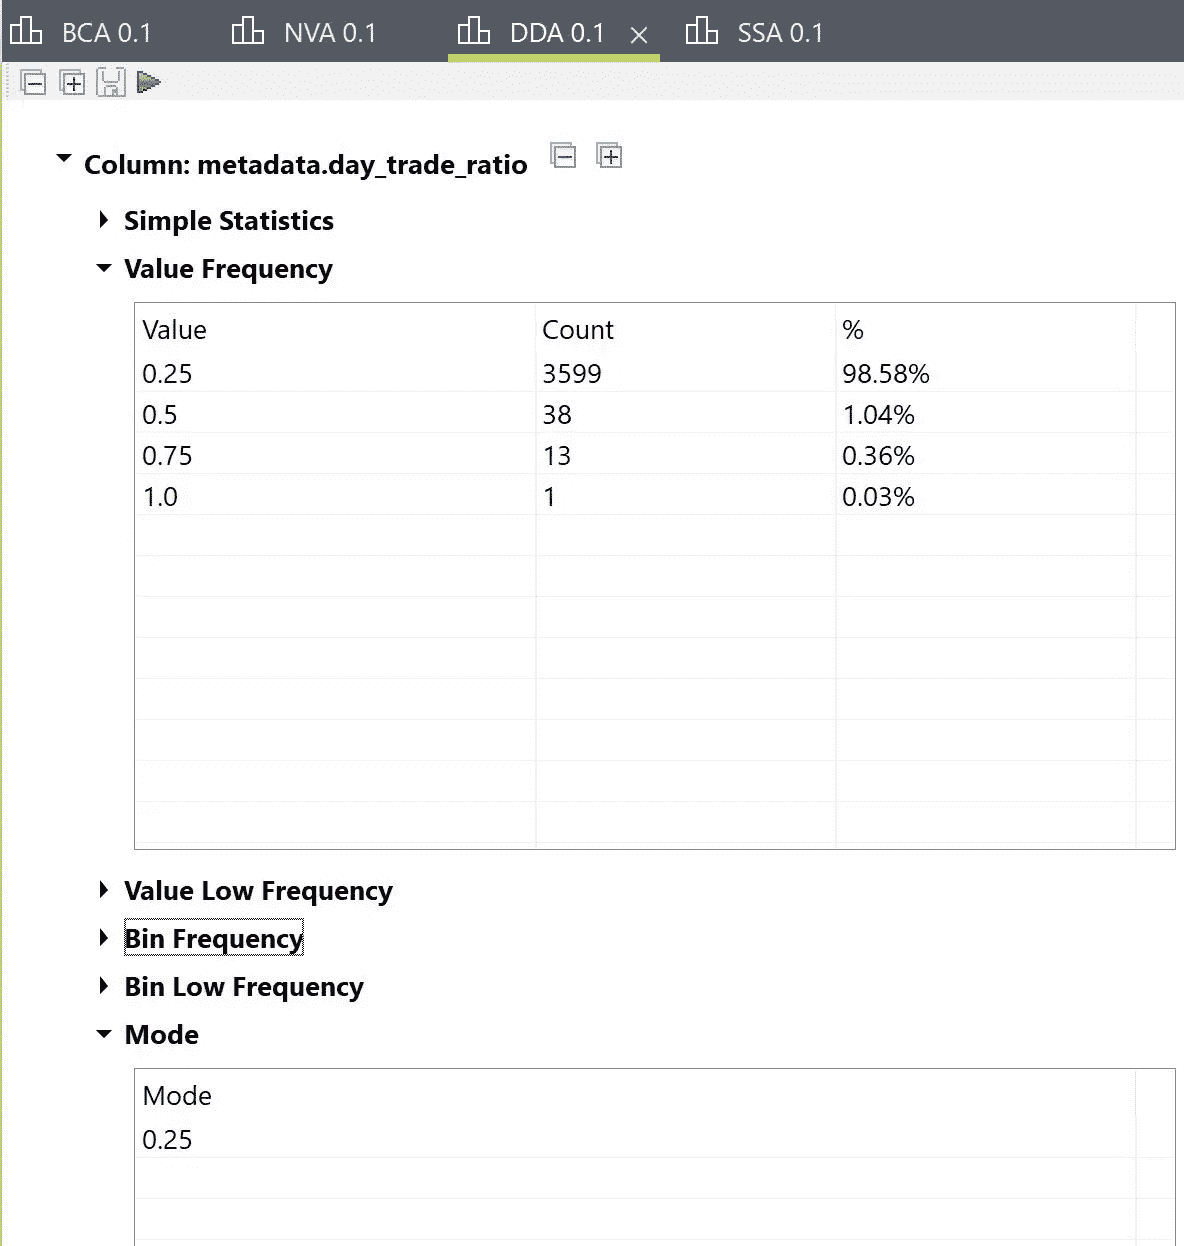 BCA 0.1 NVA 0.1 DDA 0.1 SSA 0.1
Column: metadata.day_trade_ratio
Simple Statistics
Value Frequency
Value Count %
0.25 3599 98.58%
0.5 38 1.04%
0.75 13 0.36%
1.0 1 0.03%
Value Low Frequency
Bin Frequency
Bin Low Frequency
Mode
Mode
0.25